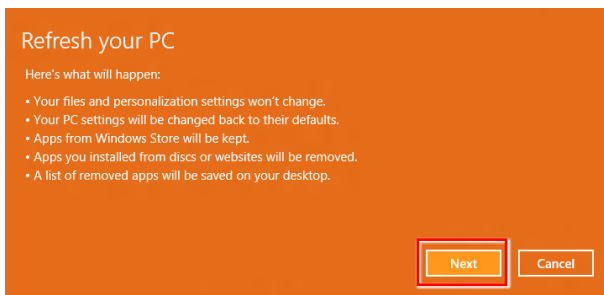 Refresh your PC
Here's what will happen:
• Your files and personalization settings won't change.
• Your PC settings will be changed back to their defaults.
• Apps from Windows Store will be kept.
• Apps you installed from discs or websites will be removed.
• A list of removed apps will be saved on your desktop.
Next Cancel